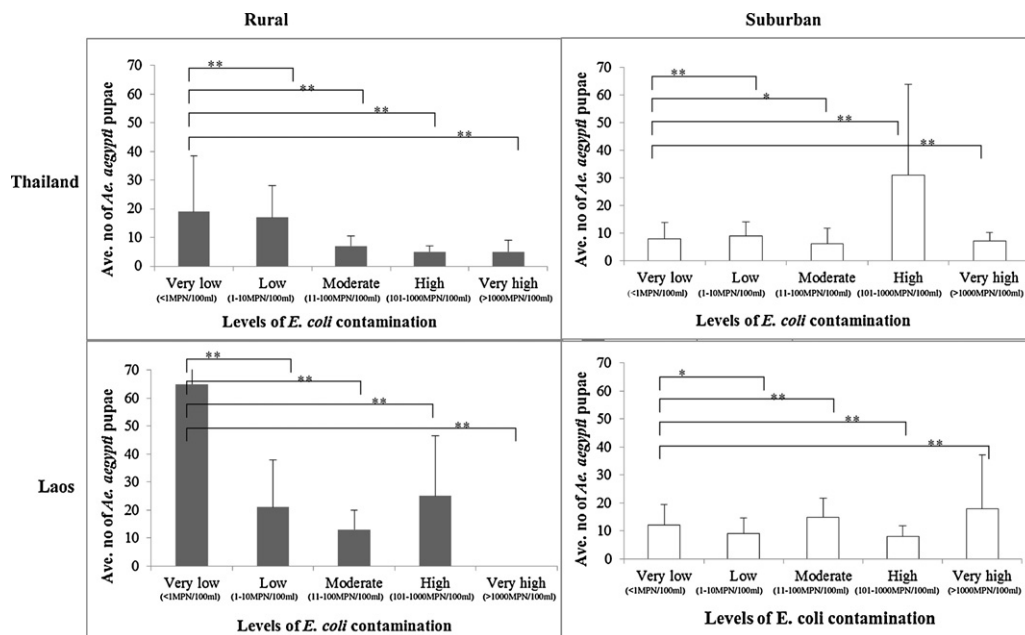 Rural Suburban
Thailand
Ave. no of Ae. aegypti pupae
70
60
50
40
30
20
10
0
** 
**
**
**
Very low Low Moderate High Very high
(<1MPN/100ml) (1-10MPN/100ml) (11-100MPN/100ml) (101-1000MPN/100ml) (>1000MPN/100ml)
Levels of E. coli contamination
Ave. no of Ae. aegypti pupae
70
60
50
40
30
20
10
0
**
*
**
**
Very low Low Moderate High Very high
(<1MPN/100ml) (1-10MPN/100ml) (11-100MPN/100ml) (101-1000MPN/100ml) (>1000MPN/100ml)
Levels of E. coli contamination
Laos
Ave. no of Ae. aegypti pupae
70
60
50
40
30
20
10
0
**
**
**
**
Very low Low Moderate High Very high
(<1MPN/100ml) (1-10MPN/100ml) (11-100MPN/100ml) (101-1000MPN/100ml) (>1000MPN/100ml)
Levels of E. coli contamination
Ave. no of Ae. aegypti pupae
70
60
50
40
30
20
10
0
*
**
**
**
Very low Low Moderate High Very high
(<1MPN/100ml) (1-10MPN/100ml) (11-100MPN/100ml) (101-1000MPN/100ml) (>1000MPN/100ml)
Levels of E. coli contamination